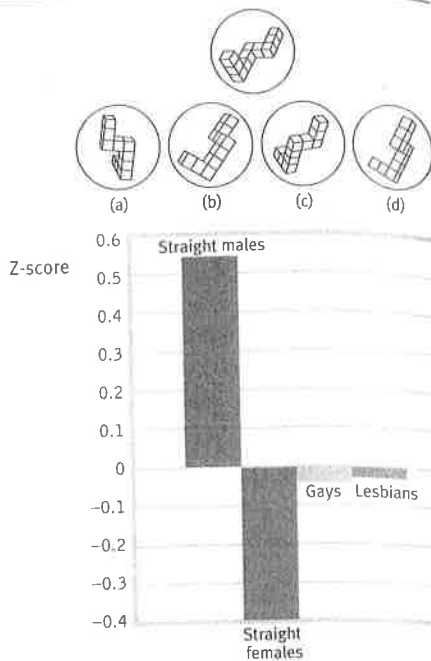 (a) (b) (c) (d)
Z-score
0.6
Straight males
0.5
0.4
0.3
0.2
0.1
0
Gays Lesbians
−0.1
−0.2
−0.3
−0.4
Straight
females